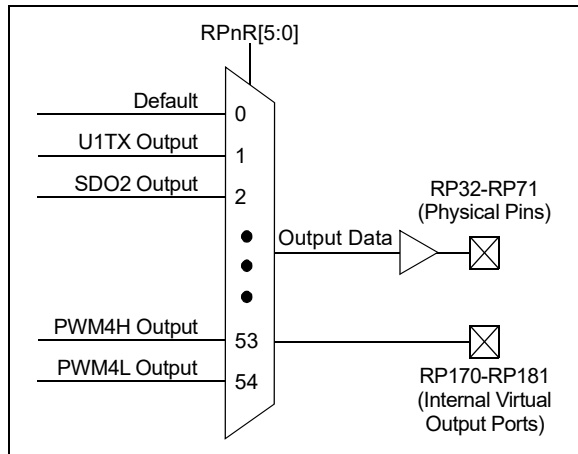 RPnR[5:0]
Default
0
U1TX Output
1
SDO2 Output
2
RP32-RP71
(Physical Pins)
Output Data
PWM4H Output
53
PWM4L Output
54
RP170-RP181
(Internal Virtual
Output Ports)